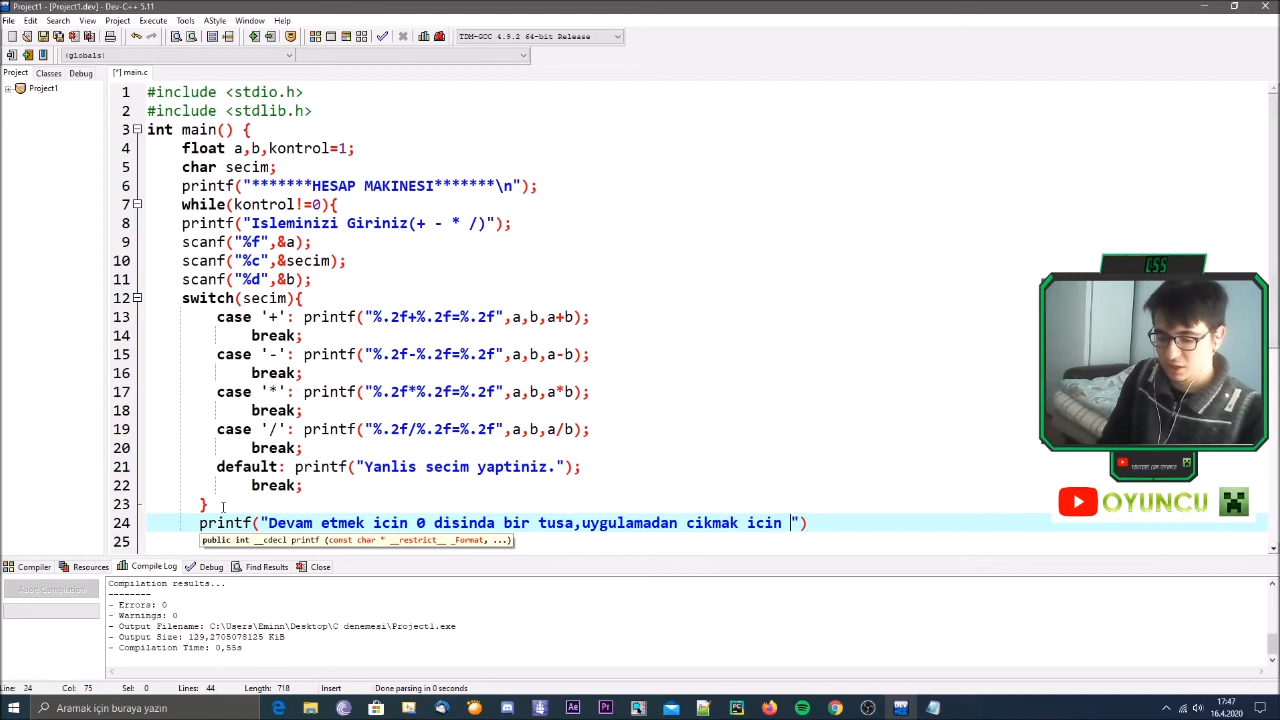 Project1 - [Project1.dev] - Dev-C++ 5.11
File Edit Search View Project Execute Tools AStyle Window Help
TDM-GCC 4.9.2 64-bit Release
(globals)
Project Classes Debug [*] main.c
Project1
1 #include <stdio.h>
2 #include <stdlib.h>
3 int main() {
4 float a,b,kontrol=1;
5 char secim;
6 printf("*******HESAP MAKINESI*******\n");
7 while(kontrol!=0){
8 printf("Isleminizi Giriniz(+ - * /)");
9 scanf("%f",&a);
10 scanf("%c",&secim);
11 scanf("%d",&b);
12 switch(secim){
13 case '+': printf("%.2f+%.2f=%.2f",a,b,a+b);
14 break;
15 case '-': printf("%.2f-%.2f=%.2f",a,b,a-b);
16 break;
17 case '*': printf("%.2f*%.2f=%.2f",a,b,a*b);
18 break;
19 case '/': printf("%.2f/%.2f=%.2f",a,b,a/b);
20 break;
21 default: printf("Yanlis secim yaptiniz.");
22 break;
23 }
24 printf("Devam etmek icin 0 disinda bir tusa,uygulamadan cikmak icin ")
public int __cdecl printf (const char * __restrict__ _Format, ...)
25
CSS
YOUTUBE.COM/OYUNCU
OYUNCU
Compiler Resources Compile Log Debug Find Results Close
Abort Compilation
Compilation results...
--------
- Errors: 0
- Warnings: 0
- Output Filename: C:\Users\Eminn\Desktop\C denemesi\Project1.exe
- Output Size: 129,2705078125 KiB
- Compilation Time: 0,55s
Line: 24 Col: 75 Sel: 0 Lines: 44 Length: 718 Insert Done parsing in 0 seconds
Aramak için buraya yazın
Ae Pr
DEV
17:47
16.4.2020